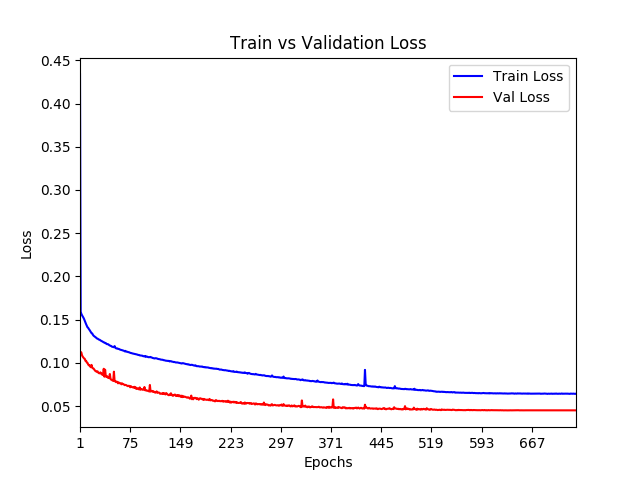 Train vs Validation Loss
Train Loss
Val Loss
0.45
0.40
0.35
0.30
0.25
0.20
0.15
0.10
0.05
Loss
1 75 149 223 297 371 445 519 593 667
Epochs